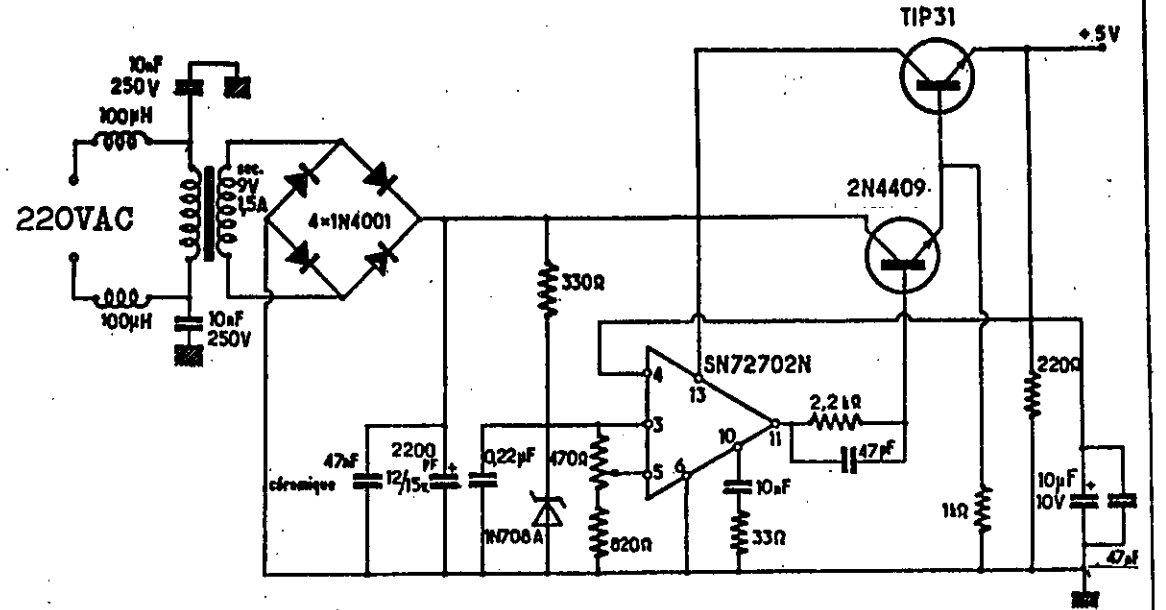 TIP31
+.5V
10nF
250V
100µH
220VAC
sec.
9V
1,5A
4×1N4001
2N4409
330Ω
100µH
10nF
250V
SN72702N
4
13
220Ω
2,2kΩ
3
10
11
47nF
céramique
2200
µF
+
12/15v
0,22µF
470Ω
5
6
47pF
10nF
10µF
10V
+
1N708A
820Ω
33Ω
1kΩ
47µF